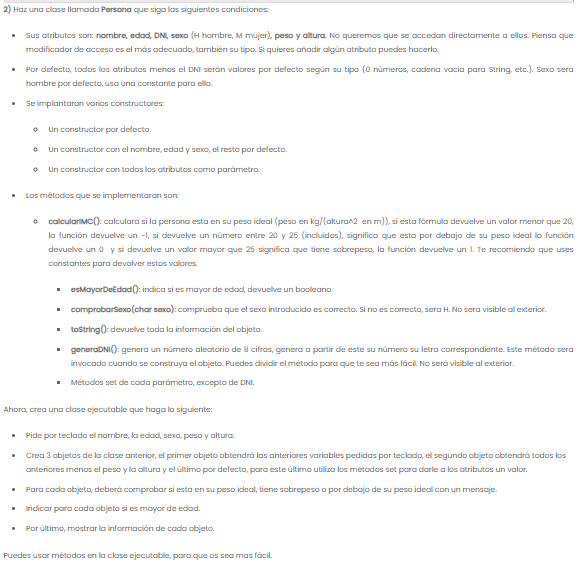 2) Haz una clase llamada Persona que siga las siguientes condiciones:
Sus atributos son: nombre, edad, DNI, sexo (H hombre, M mujer), peso y altura. No queremos que se accedan directamente a ellos. Piensa que
modificador de acceso es el más adecuado, también su tipo. Si quieres añadir algún atributo puedes hacerlo.
Por defecto, todos los atributos menos el DNI serán valores por defecto según su tipo (0 números, cadena vacía para String, etc.). Sexo sera
hombre por defecto, usa una constante para ello.
Se implantaran varios constructores:
Un constructor por defecto.
Un constructor con el nombre, edad y sexo, el resto por defecto.
Un constructor con todos los atributos como parámetro.
Los métodos que se implementaran son:
calcularIMC(): calculara si la persona esta en su peso ideal (peso en kg/(altura^2 en m)), si esta fórmula devuelve un valor menor que 20,
la función devuelve un -1, si devuelve un número entre 20 y 25 (incluidos), significa que esta por debajo de su peso ideal la función
devuelve un 0 y si devuelve un valor mayor que 25 significa que tiene sobrepeso, la función devuelve un 1. Te recomiendo que uses
constantes para devolver estos valores.
esMayorDeEdad(): indica si es mayor de edad, devuelve un booleano.
comprobarSexo(char sexo): comprueba que el sexo introducido es correcto. Si no es correcto, sera H. No sera visible al exterior.
toString(): devuelve toda la información del objeto.
generaDNI(): genera un número aleatorio de 8 cifras, genera a partir de este su número su letra correspondiente. Este método sera
invocado cuando se construya el objeto. Puedes dividir el método para que te sea más fácil. No será visible al exterior.
Métodos set de cada parámetro, excepto de DNI.
Ahora, crea una clase ejecutable que haga lo siguiente:
Pide por teclado el nombre, la edad, sexo, peso y altura.
Crea 3 objetos de la clase anterior, el primer objeto obtendrá las anteriores variables pedidas por teclado, el segundo objeto obtendrá todos los
anteriores menos el peso y la altura y el último por defecto, para este último utiliza los métodos set para darle a los atributos un valor.
Para cada objeto, deberá comprobar si esta en su peso ideal, tiene sobrepeso o por debajo de su peso ideal con un mensaje.
Indicar para cada objeto si es mayor de edad.
Por último, mostrar la información de cada objeto.
Puedes usar métodos en la clase ejecutable, para que os sea mas fácil.